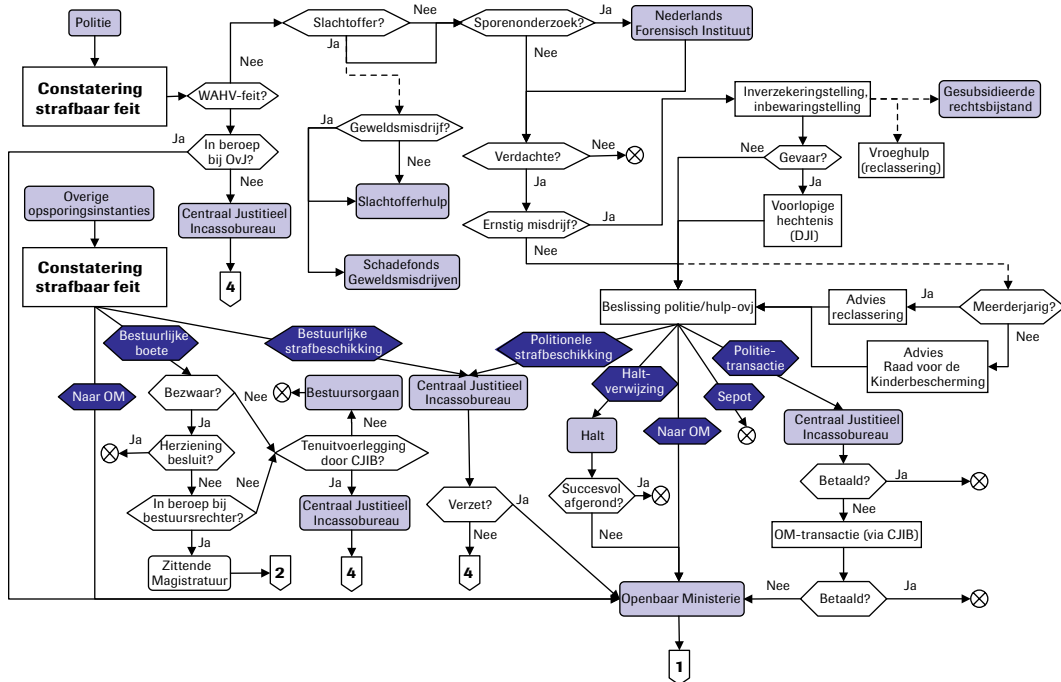 Politie
Constatering
strafbaar feit
WAHV-feit?
Nee
Ja
In beroep
bij OvJ?
Nee
Centraal Justitieel
Incassobureau
4
Slachtoffer?
Nee
Ja
Geweldsmisdrijf?
Ja
Nee
Slachtofferhulp
Schadefonds
Geweldsmisdrijven
Sporenonderzoek?
Ja
Nee
Nederlands
Forensisch Instituut
Verdachte?
Nee
Ja
Ernstig misdrijf?
Ja
Nee
Inverzekeringstelling,
inbewaringstelling
Gesubsidieerde
rechtsbijstand
Vroeghulp
(reclassering)
Nee
Gevaar?
Ja
Voorlopige
hechtenis
(DJI)
Overige
opsporingsinstanties
Constatering
strafbaar feit
Beslissing politie/hulp-ovj
Advies
reclassering
Ja
Meerderjarig?
Nee
Advies
Raad voor de
Kinderbescherming
Bestuurlijke
boete
Bestuurlijke
strafbeschikking
Politionele
strafbeschikking
Halt-
verwijzing
Politie-
transactie
Sepot
Naar OM
Naar OM
Bezwaar?
Nee
Ja
Herziening
besluit?
Ja
Nee
In beroep bij
bestuursrechter?
Nee
Ja
Zittende
Magistratuur
2
Bestuursorgaan
Nee
Tenuitvoerlegging
door CJIB?
Ja
Centraal Justitieel
Incassobureau
4
Centraal Justitieel
Incassobureau
Verzet?
Ja
Nee
4
Halt
Succesvol
afgerond?
Ja
Nee
Centraal Justitieel
Incassobureau
Betaald?
Ja
Nee
OM-transactie (via CJIB)
Betaald?
Nee
Ja
Openbaar Ministerie
1